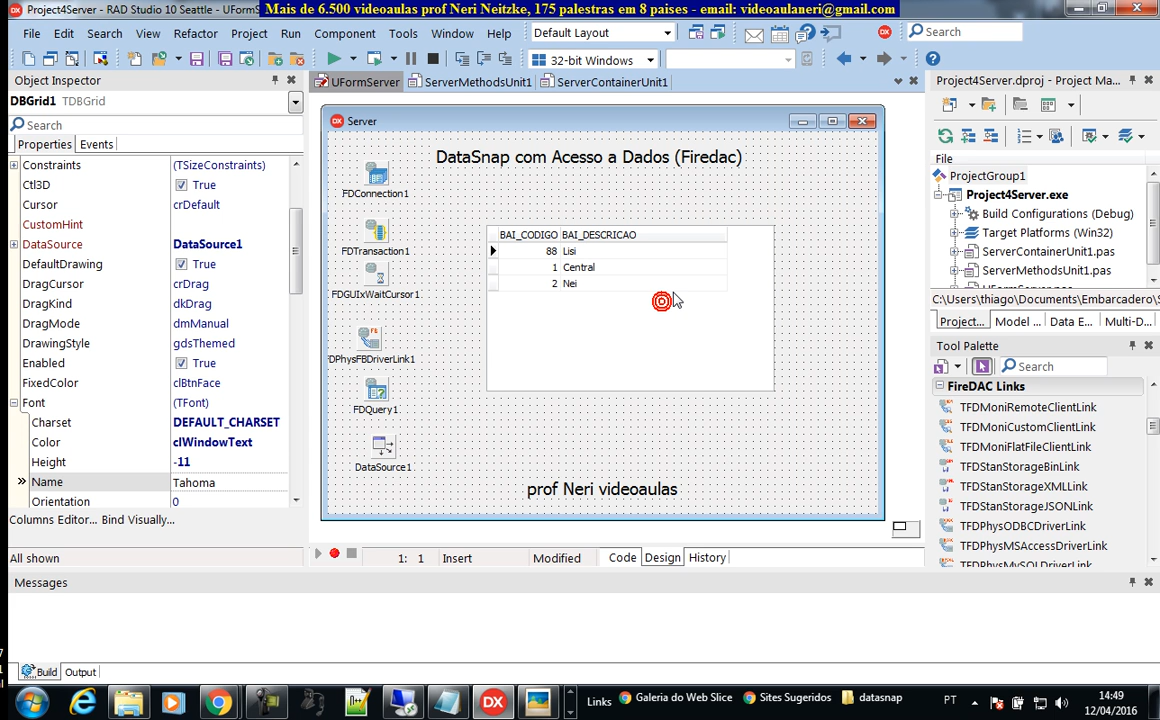 Project4Server - RAD Studio 10 Seattle - UFormS
Mais de 6.500 videoaulas prof Neri Neitzke, 175 palestras em 8 paises - email: videoaulaneri@gmail.com
File Edit Search View Refactor Project Run Component Tools Window Help
Default Layout
Search
32-bit Windows
Object Inspector
DBGrid1 TDBGrid
Search
Properties Events
Constraints (TSizeConstraints)
Ctl3D True
Cursor crDefault
CustomHint
DataSource DataSource1
DefaultDrawing True
DragCursor crDrag
DragKind dkDrag
DragMode dmManual
DrawingStyle gdsThemed
Enabled True
FixedColor clBtnFace
Font (TFont)
Charset DEFAULT_CHARSET
Color clWindowText
Height -11
Name Tahoma
Orientation 0
Columns Editor... Bind Visually...
All shown
UFormServer ServerMethodsUnit1 ServerContainerUnit1
Server
DataSnap com Acesso a Dados (Firedac)
FDConnection1
FDTransaction1
FDGUIxWaitCursor1
DPhysFBDriverLink1
FDQuery1
DataSource1
BAI_CODIGO BAI_DESCRICAO
88 Lisi
1 Central
2 Nei
prof Neri videoaulas
1: 1 Insert Modified Code Design History
Project4Server.dproj - Project Ma...
File
ProjectGroup1
Project4Server.exe
Build Configurations (Debug)
Target Platforms (Win32)
ServerContainerUnit1.pas
ServerMethodsUnit1.pas
UFormServer.pas
C:\Users\thiago\Documents\Embarcadero\S
Project... Model ... Data E... Multi-D...
Tool Palette
Search
FireDAC Links
TFDMoniRemoteClientLink
TFDMoniCustomClientLink
TFDMoniFlatFileClientLink
TFDStanStorageBinLink
TFDStanStorageXMLLink
TFDStanStorageJSONLink
TFDPhysODBCDriverLink
TFDPhysMSAccessDriverLink
TFDPhysMySQLDriverLink
Messages
Build Output
Links Galeria do Web Slice Sites Sugeridos datasnap PT
14:49
12/04/2016